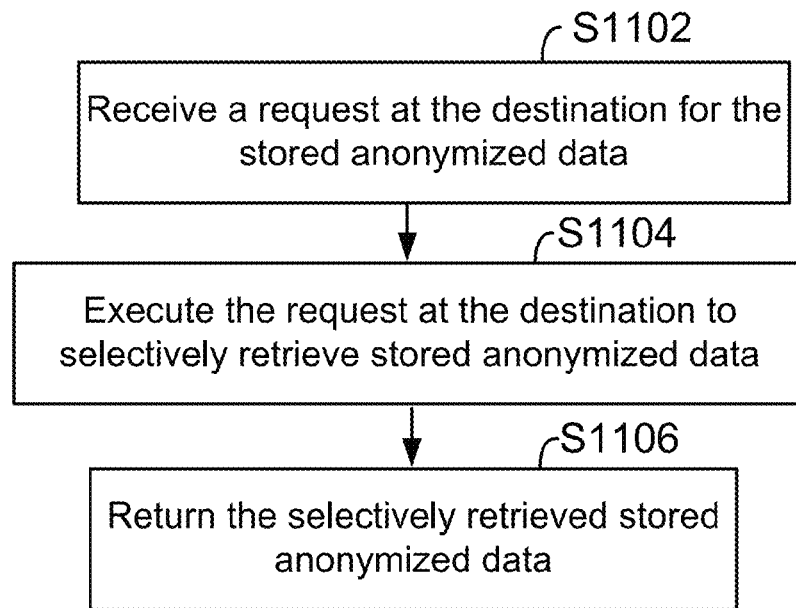 S1102
Receive a request at the destination for the
stored anonymized data
S1104
Execute the request at the destination to
selectively retrieve stored anonymized data
S1106
Return the selectively retrieved stored
anonymized data